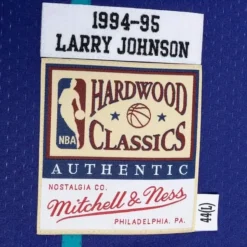 1994-95
LARRY JOHNSON
NBA
HARDWOOD
CLASSICS
AUTHENTIC
NOSTALGIA CO.
Mitchell & Ness
PHILADELPHIA, PA.
44(L)